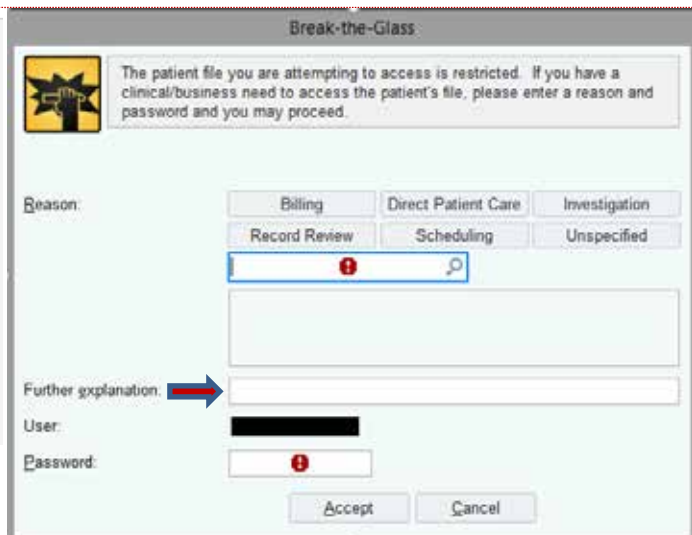 Break-the-Glass
The patient file you are attempting to access is restricted. If you have a
clinical/business need to access the patient's file, please enter a reason and
password and you may proceed.
Reason:
Billing Direct Patient Care Investigation
Record Review Scheduling Unspecified
Further explanation:
User:
Password:
Accept Cancel